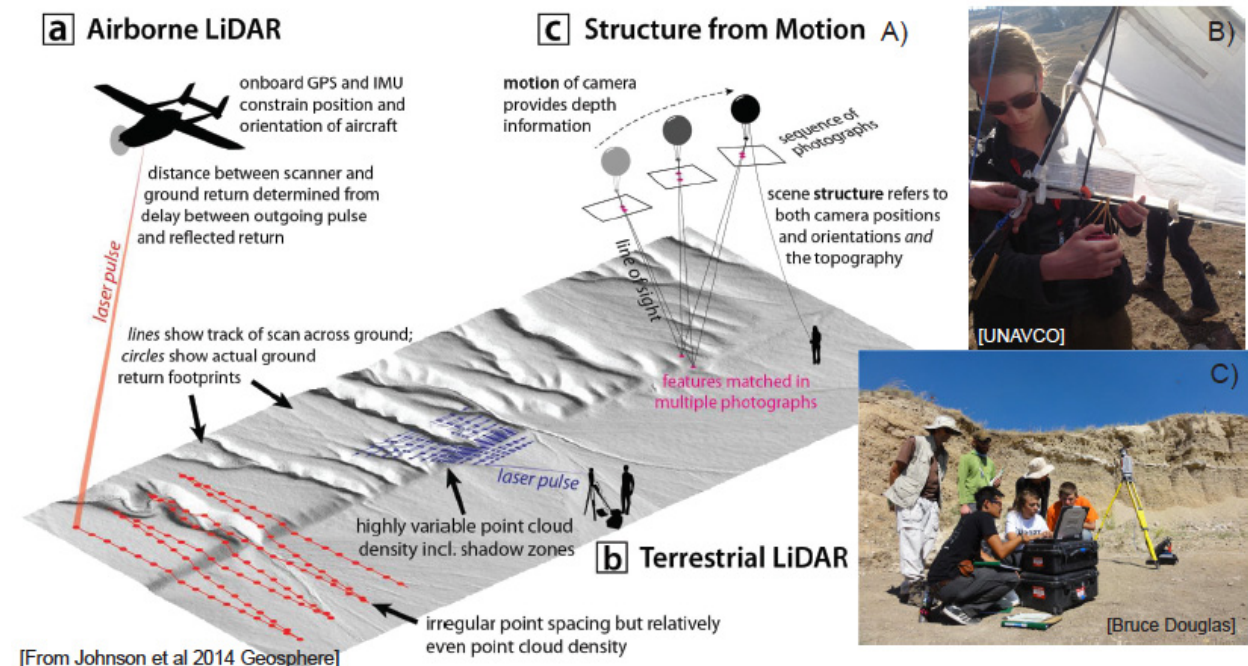 a Airborne LiDAR
onboard GPS and IMU
constrain position and
orientation of aircraft
distance between scanner and
ground return determined from
delay between outgoing pulse
and reflected return
laser pulse
lines show track of scan across ground;
circles show actual ground
return footprints
c Structure from Motion A)
motion of camera
provides depth
information
sequence of
photographs
scene structure refers to
both camera positions
and orientations and
the topography
line of sight
features matched in
multiple photographs
laser pulse
highly variable point cloud
density incl. shadow zones
b Terrestrial LiDAR
irregular point spacing but relatively
even point cloud density
[From Johnson et al 2014 Geosphere]
B)
[UNAVCO]
C)
[Bruce Douglas]